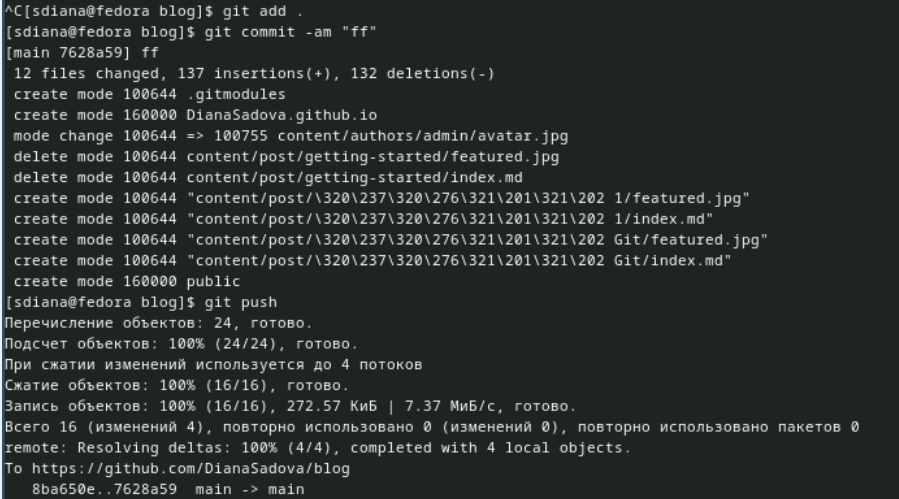 ^C[sdiana@fedora blog]$ git add .
[sdiana@fedora blog]$ git commit -am "ff"
[main 7628a59] ff
 12 files changed, 137 insertions(+), 132 deletions(-)
 create mode 100644 .gitmodules
 create mode 160000 DianaSadova.github.io
 mode change 100644 => 100755 content/authors/admin/avatar.jpg
 delete mode 100644 content/post/getting-started/featured.jpg
 delete mode 100644 content/post/getting-started/index.md
 create mode 100644 "content/post/\320\237\320\276\321\201\321\202 1/featured.jpg"
 create mode 100644 "content/post/\320\237\320\276\321\201\321\202 1/index.md"
 create mode 100644 "content/post/\320\237\320\276\321\201\321\202 Git/featured.jpg"
 create mode 100644 "content/post/\320\237\320\276\321\201\321\202 Git/index.md"
 create mode 160000 public
[sdiana@fedora blog]$ git push
Перечисление объектов: 24, готово.
Подсчет объектов: 100% (24/24), готово.
При сжатии изменений используется до 4 потоков
Сжатие объектов: 100% (16/16), готово.
Запись объектов: 100% (16/16), 272.57 КиБ | 7.37 МиБ/с, готово.
Всего 16 (изменений 4), повторно использовано 0 (изменений 0), повторно использовано пакетов 0
remote: Resolving deltas: 100% (4/4), completed with 4 local objects.
To https://github.com/DianaSadova/blog
   8ba650e..7628a59  main -> main